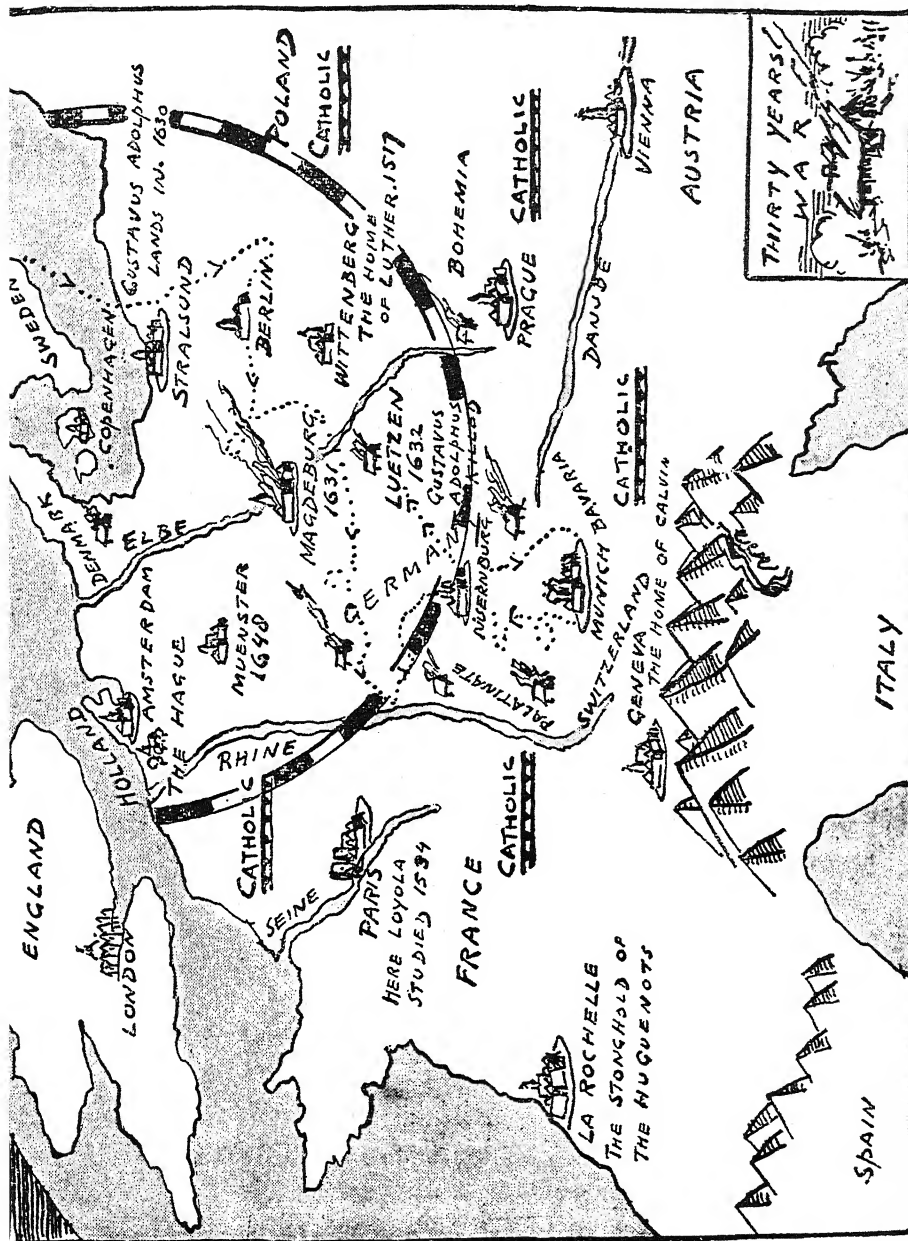 ENGLAND
LONDON
HOLLAND
AMSTERDAM
THE HAGUE
DENMARK
ELBE
COPENHAGEN
SWEDEN
GUSTAVUS ADOLPHUS
LANDS IN. 1630
STRALSUND
BERLIN
MUENSTER
1648
MAGDEBURG
1631
WITTENBERG
THE HOME
OF LUTHER. 1517
POLAND
CATHOLIC
RHINE
CATHOLIC
SEINE
PARIS
HERE LOYOLA
STUDIED 1534
FRANCE
CATHOLIC
GERMAN
LUETZEN
1632
GUSTAVUS
ADOLPHUS
KILLED
BOHEMIA
PRAGUE
CATHOLIC
PALATINATE
MUNICH
BAVARIA
DANUBE
VIENNA
AUSTRIA
CATHOLIC
SWITZERLAND
GENEVA
THE HOME OF CALVIN
LA ROCHELLE
THE STONGHOLD OF
THE HUGUENOTS
SPAIN
ITALY
THIRTY YEARS
WAR